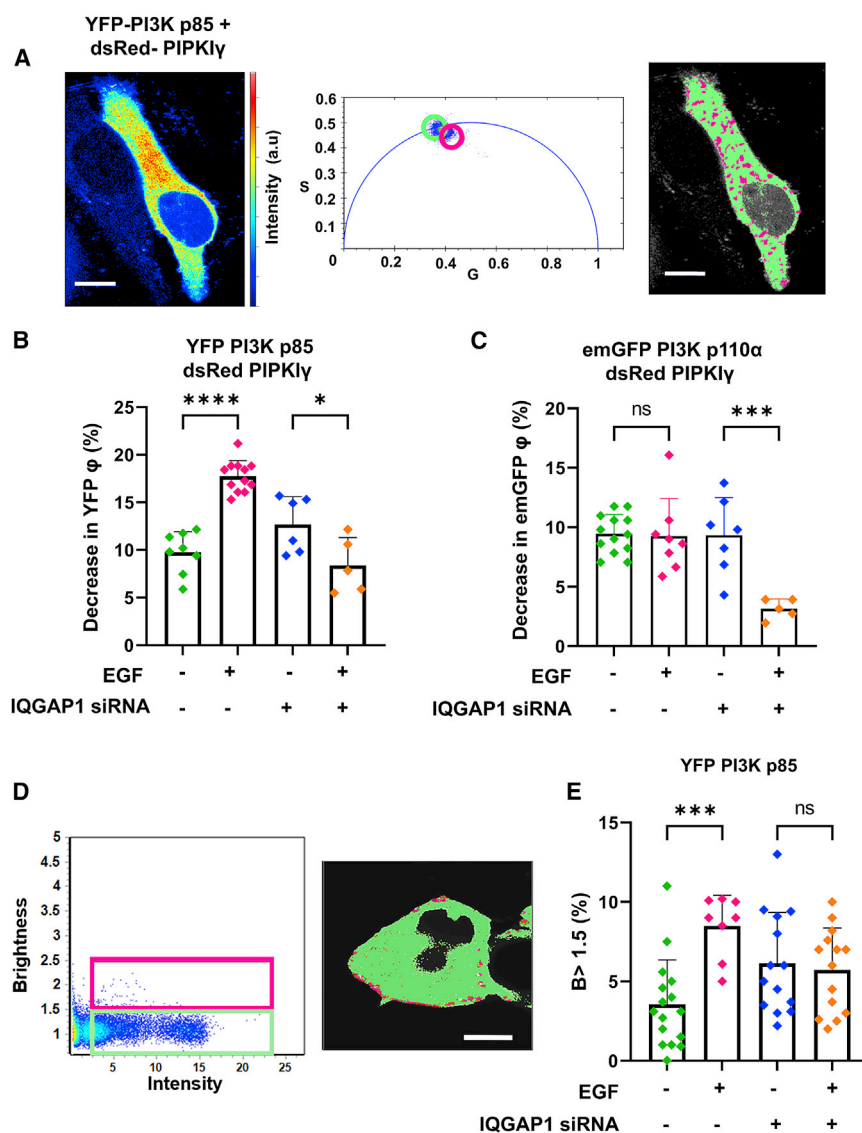 YFP-PI3K p85 +
dsRed- PIPKIγ
A
Intensity (a.u)
0.6
0.5
0.4
0.3
S
0.2
0.1
0
0.2
0.4
0.6
0.8
1
G
B
YFP PI3K p85
dsRed PIPKIγ
**** *
Decrease in YFP φ (%)
25
20
15
10
5
0
EGF - + - +
IQGAP1 siRNA - - + +
C
emGFP PI3K p110α
dsRed PIPKIγ
ns ***
Decrease in emGFP φ (%)
20
15
10
5
0
EGF - + - +
IQGAP1 siRNA - - + +
D
Brightness
5
4.5
4
3.5
3
2.5
2
1.5
1
5 10 15 20 25
Intensity
E
YFP PI3K p85
*** ns
B> 1.5 (%)
15
10
5
0
EGF - + - +
IQGAP1 siRNA - - + +